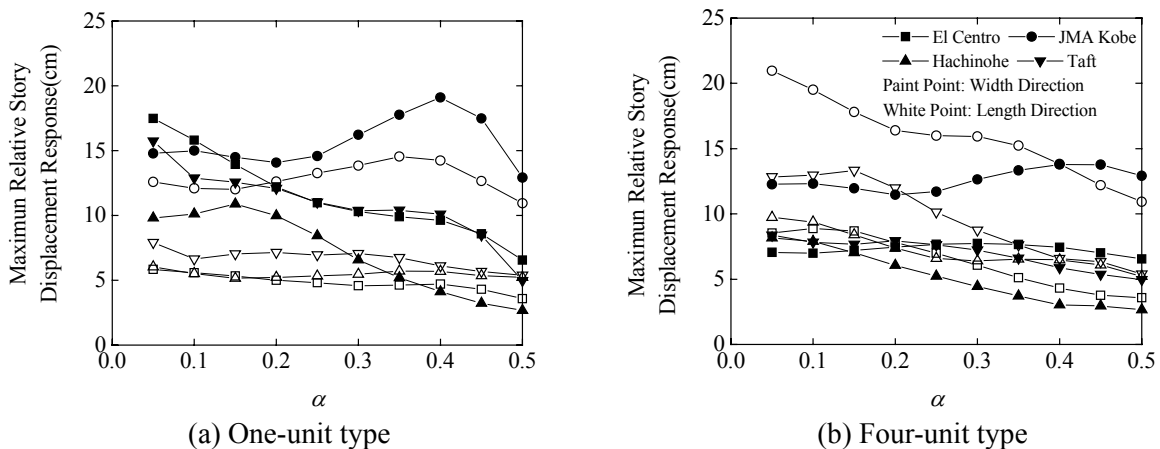 Maximun Relative Story
Displacement Response(cm)
25
20
15
10
5
0
0.0 0.1 0.2 0.3 0.4 0.5
α
(a) One-unit type
Maximum Relative Story
Displacement Response(cm)
25
20
15
10
5
0
El Centro JMA Kobe
Hachinohe Taft
Paint Point: Width Direction
White Point: Length Direction
0.0 0.1 0.2 0.3 0.4 0.5
α
(b) Four-unit type